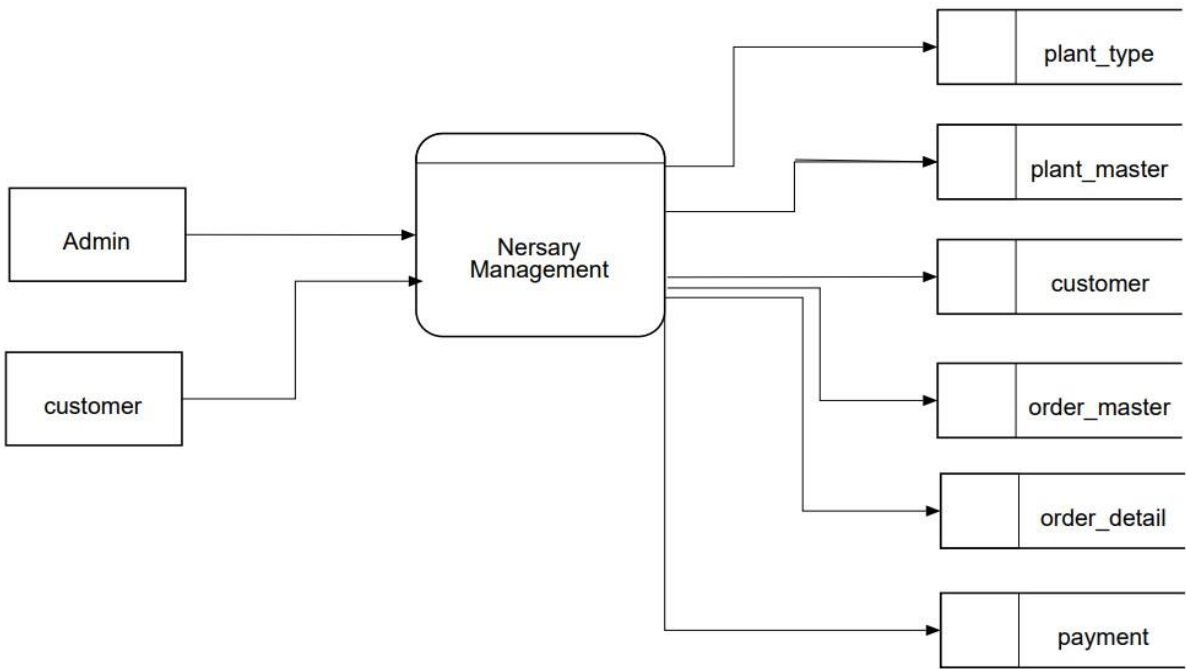 plant_type
plant_master
Admin
Nersary
Management
customer
customer
order_master
order_detail
payment